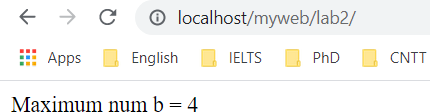 localhost/myweb/lab2/
Apps English IELTS PhD CNTT
Maximum num b = 4